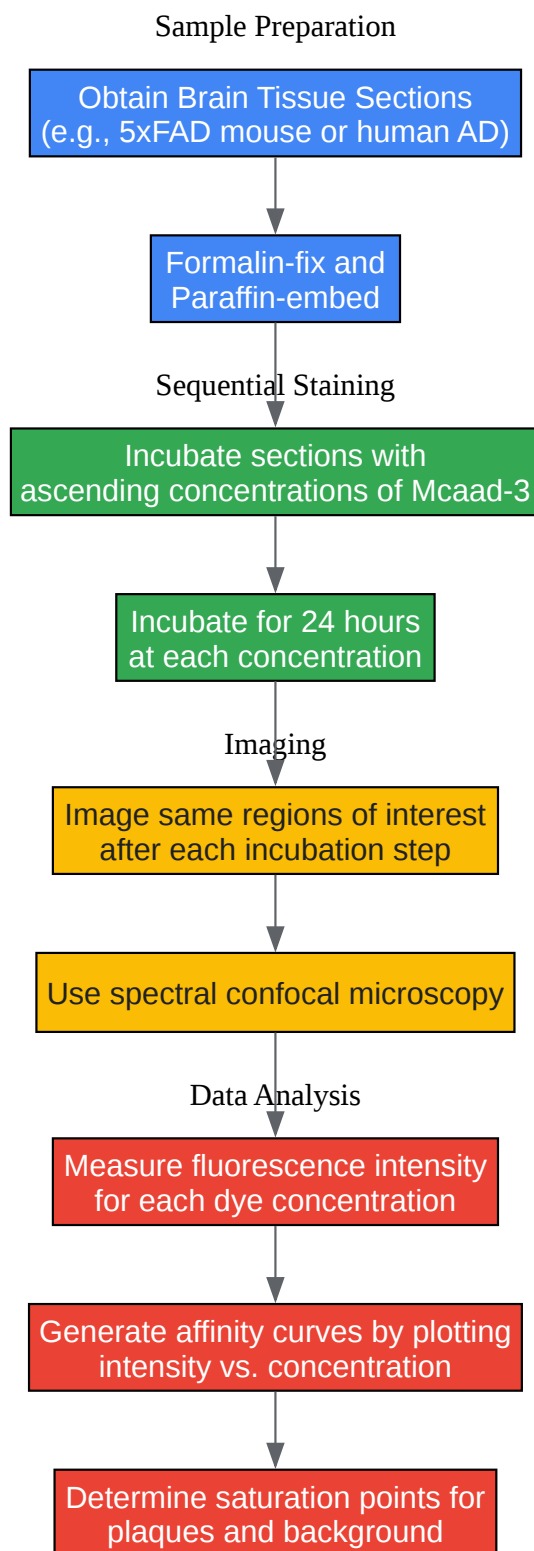 Sample Preparation
Obtain Brain Tissue Sections
(e.g., 5xFAD mouse or human AD)
Formalin-fix and
Paraffin-embed
Sequential Staining
Incubate sections with
ascending concentrations of Mcaad-3
Incubate for 24 hours
at each concentration
Imaging
Image same regions of interest
after each incubation step
Use spectral confocal microscopy
Data Analysis
Measure fluorescence intensity
for each dye concentration
Generate affinity curves by plotting
intensity vs. concentration
Determine saturation points for
plaques and background